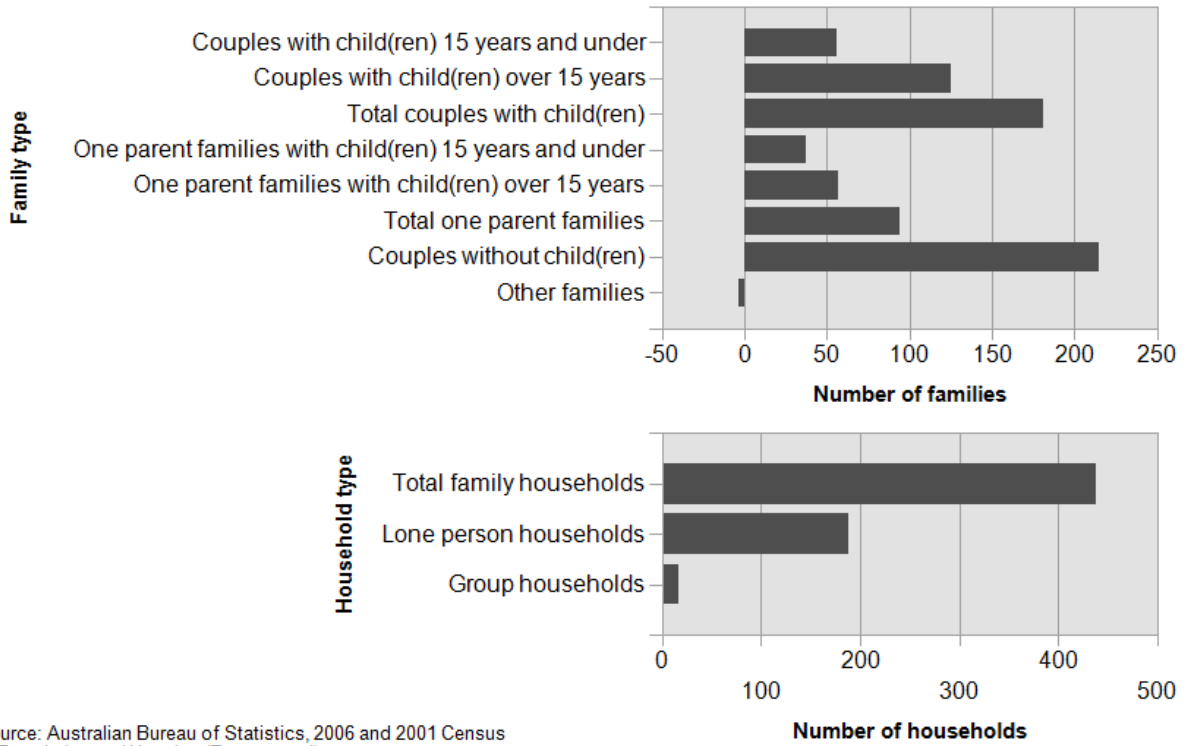 Family type
Couples with child(ren) 15 years and under
Couples with child(ren) over 15 years
Total couples with child(ren)
One parent families with child(ren) 15 years and under
One parent families with child(ren) over 15 years
Total one parent families
Couples without child(ren)
Other families
-50 0 50 100 150 200 250
Number of families
Household type
Total family households
Lone person households
Group households
0 200 400
100 300 500
Number of households
ource: Australian Bureau of Statistics, 2006 and 2001 Census